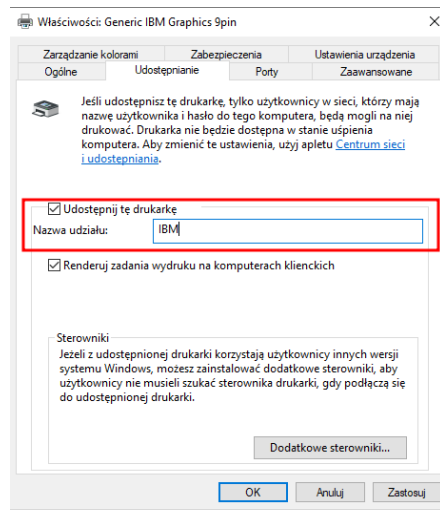 Właściwości: Generic IBM Graphics 9pin
Zarządzanie kolorami Zabezpieczenia Ustawienia urządzenia
Ogólne Udostępnianie Porty Zaawansowane
Jeśli udostępnisz tę drukarkę, tylko użytkownicy w sieci, którzy mają
nazwę użytkownika i hasło do tego komputera, będą mogli na niej
drukować. Drukarka nie będzie dostępna w stanie uśpienia
komputera. Aby zmienić te ustawienia, użyj apletu Centrum sieci
i udostępniania.
Udostępnij tę drukarkę
Nazwa udziału: IBM
Renderuj zadania wydruku na komputerach klienckich
Sterowniki
Jeżeli z udostępnionej drukarki korzystają użytkownicy innych wersji
systemu Windows, możesz zainstalować dodatkowe sterowniki, aby
użytkownicy nie musieli szukać sterownika drukarki, gdy podłączą się
do udostępnionej drukarki.
Dodatkowe sterowniki...
OK Anuluj Zastosuj